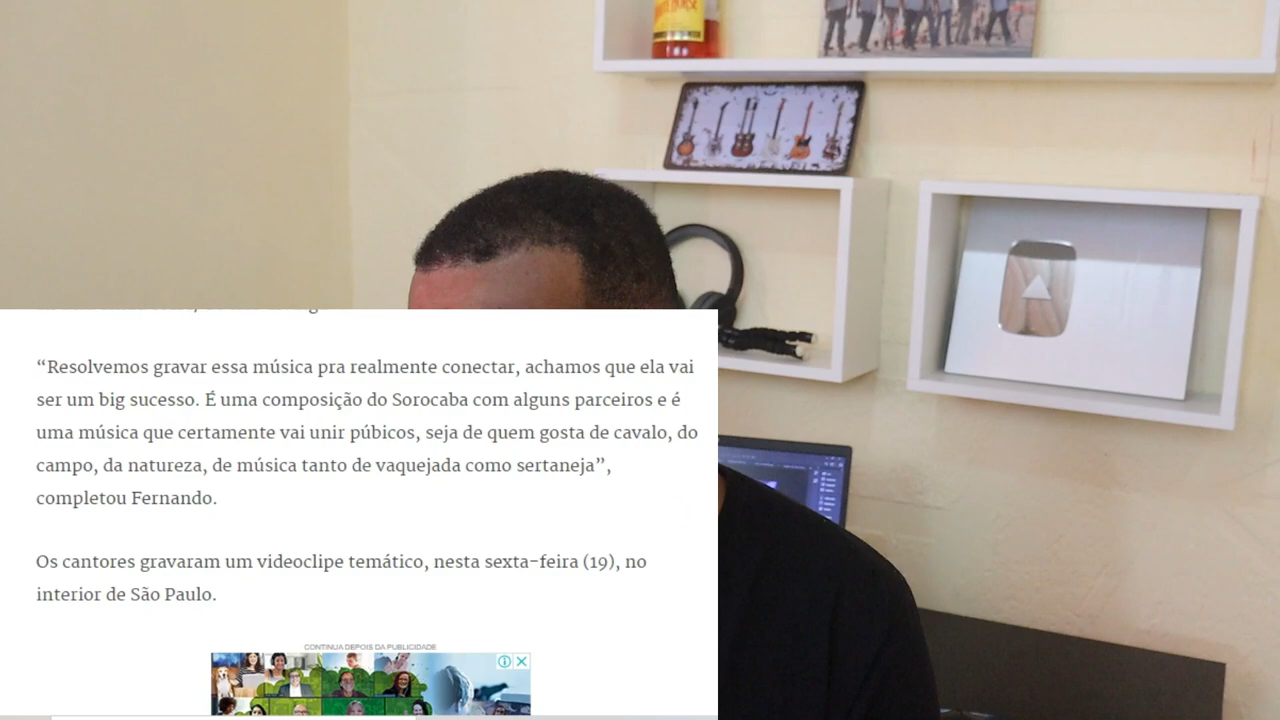 “Resolvemos gravar essa música pra realmente conectar, achamos que ela vai
ser um big sucesso. É uma composição do Sorocaba com alguns parceiros e é
uma música que certamente vai unir púbicos, seja de quem gosta de cavalo, do
campo, da natureza, de música tanto de vaquejada como sertaneja”,
completou Fernando.
Os cantores gravaram um videoclipe temático, nesta sexta-feira (19), no
interior de São Paulo.
CONTINUA DEPOIS DA PUBLICIDADE